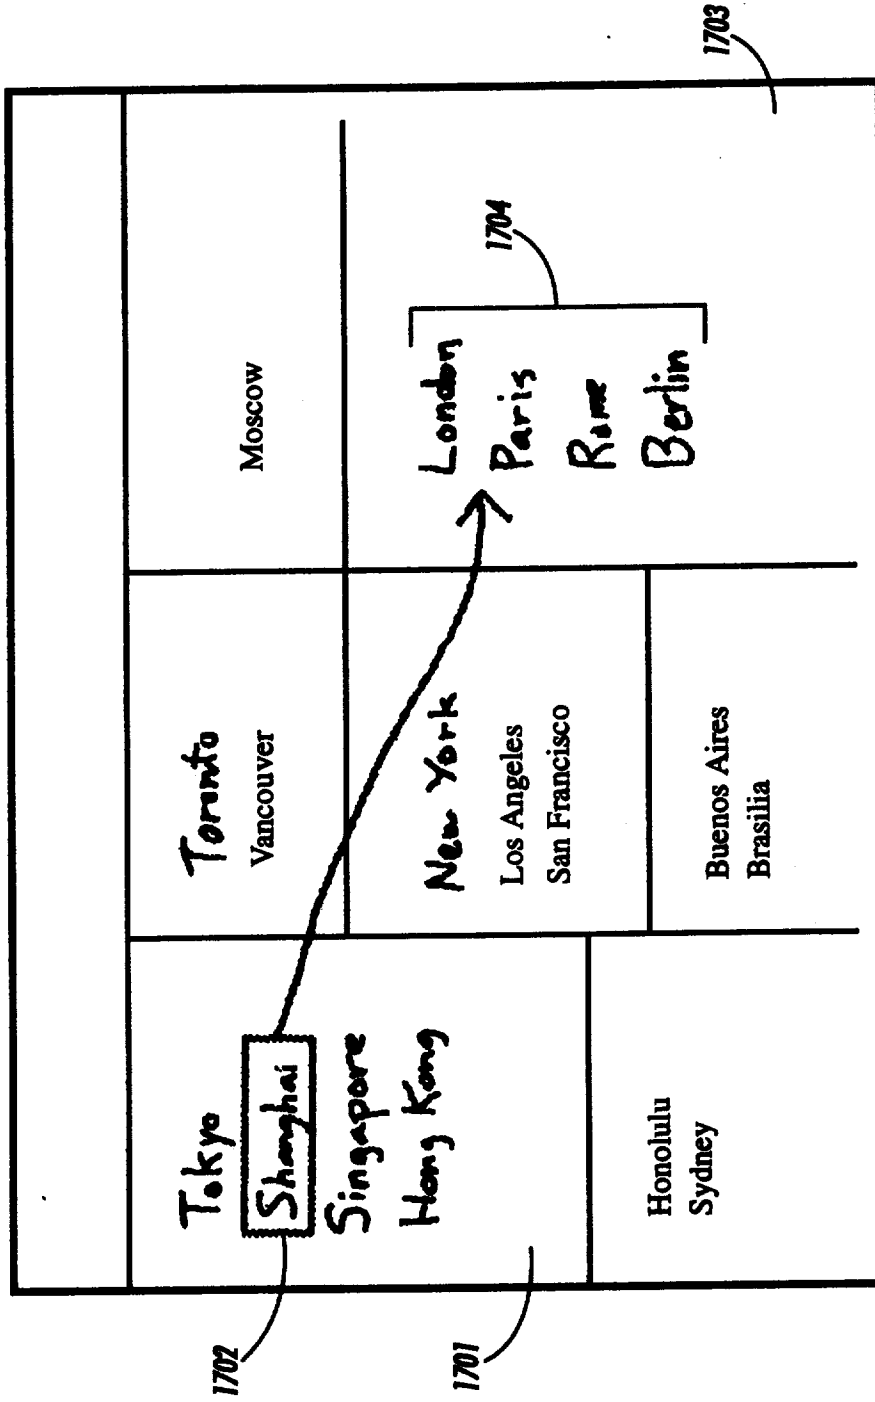 Tokyo
Shanghai
Singapore
Hong Kong
Honolulu
Sydney
Toronto
Vancouver
New York
Los Angeles
San Francisco
Buenos Aires
Brasilia
Moscow
London
Paris
Rome
Berlin
1702
1701
1704
1703